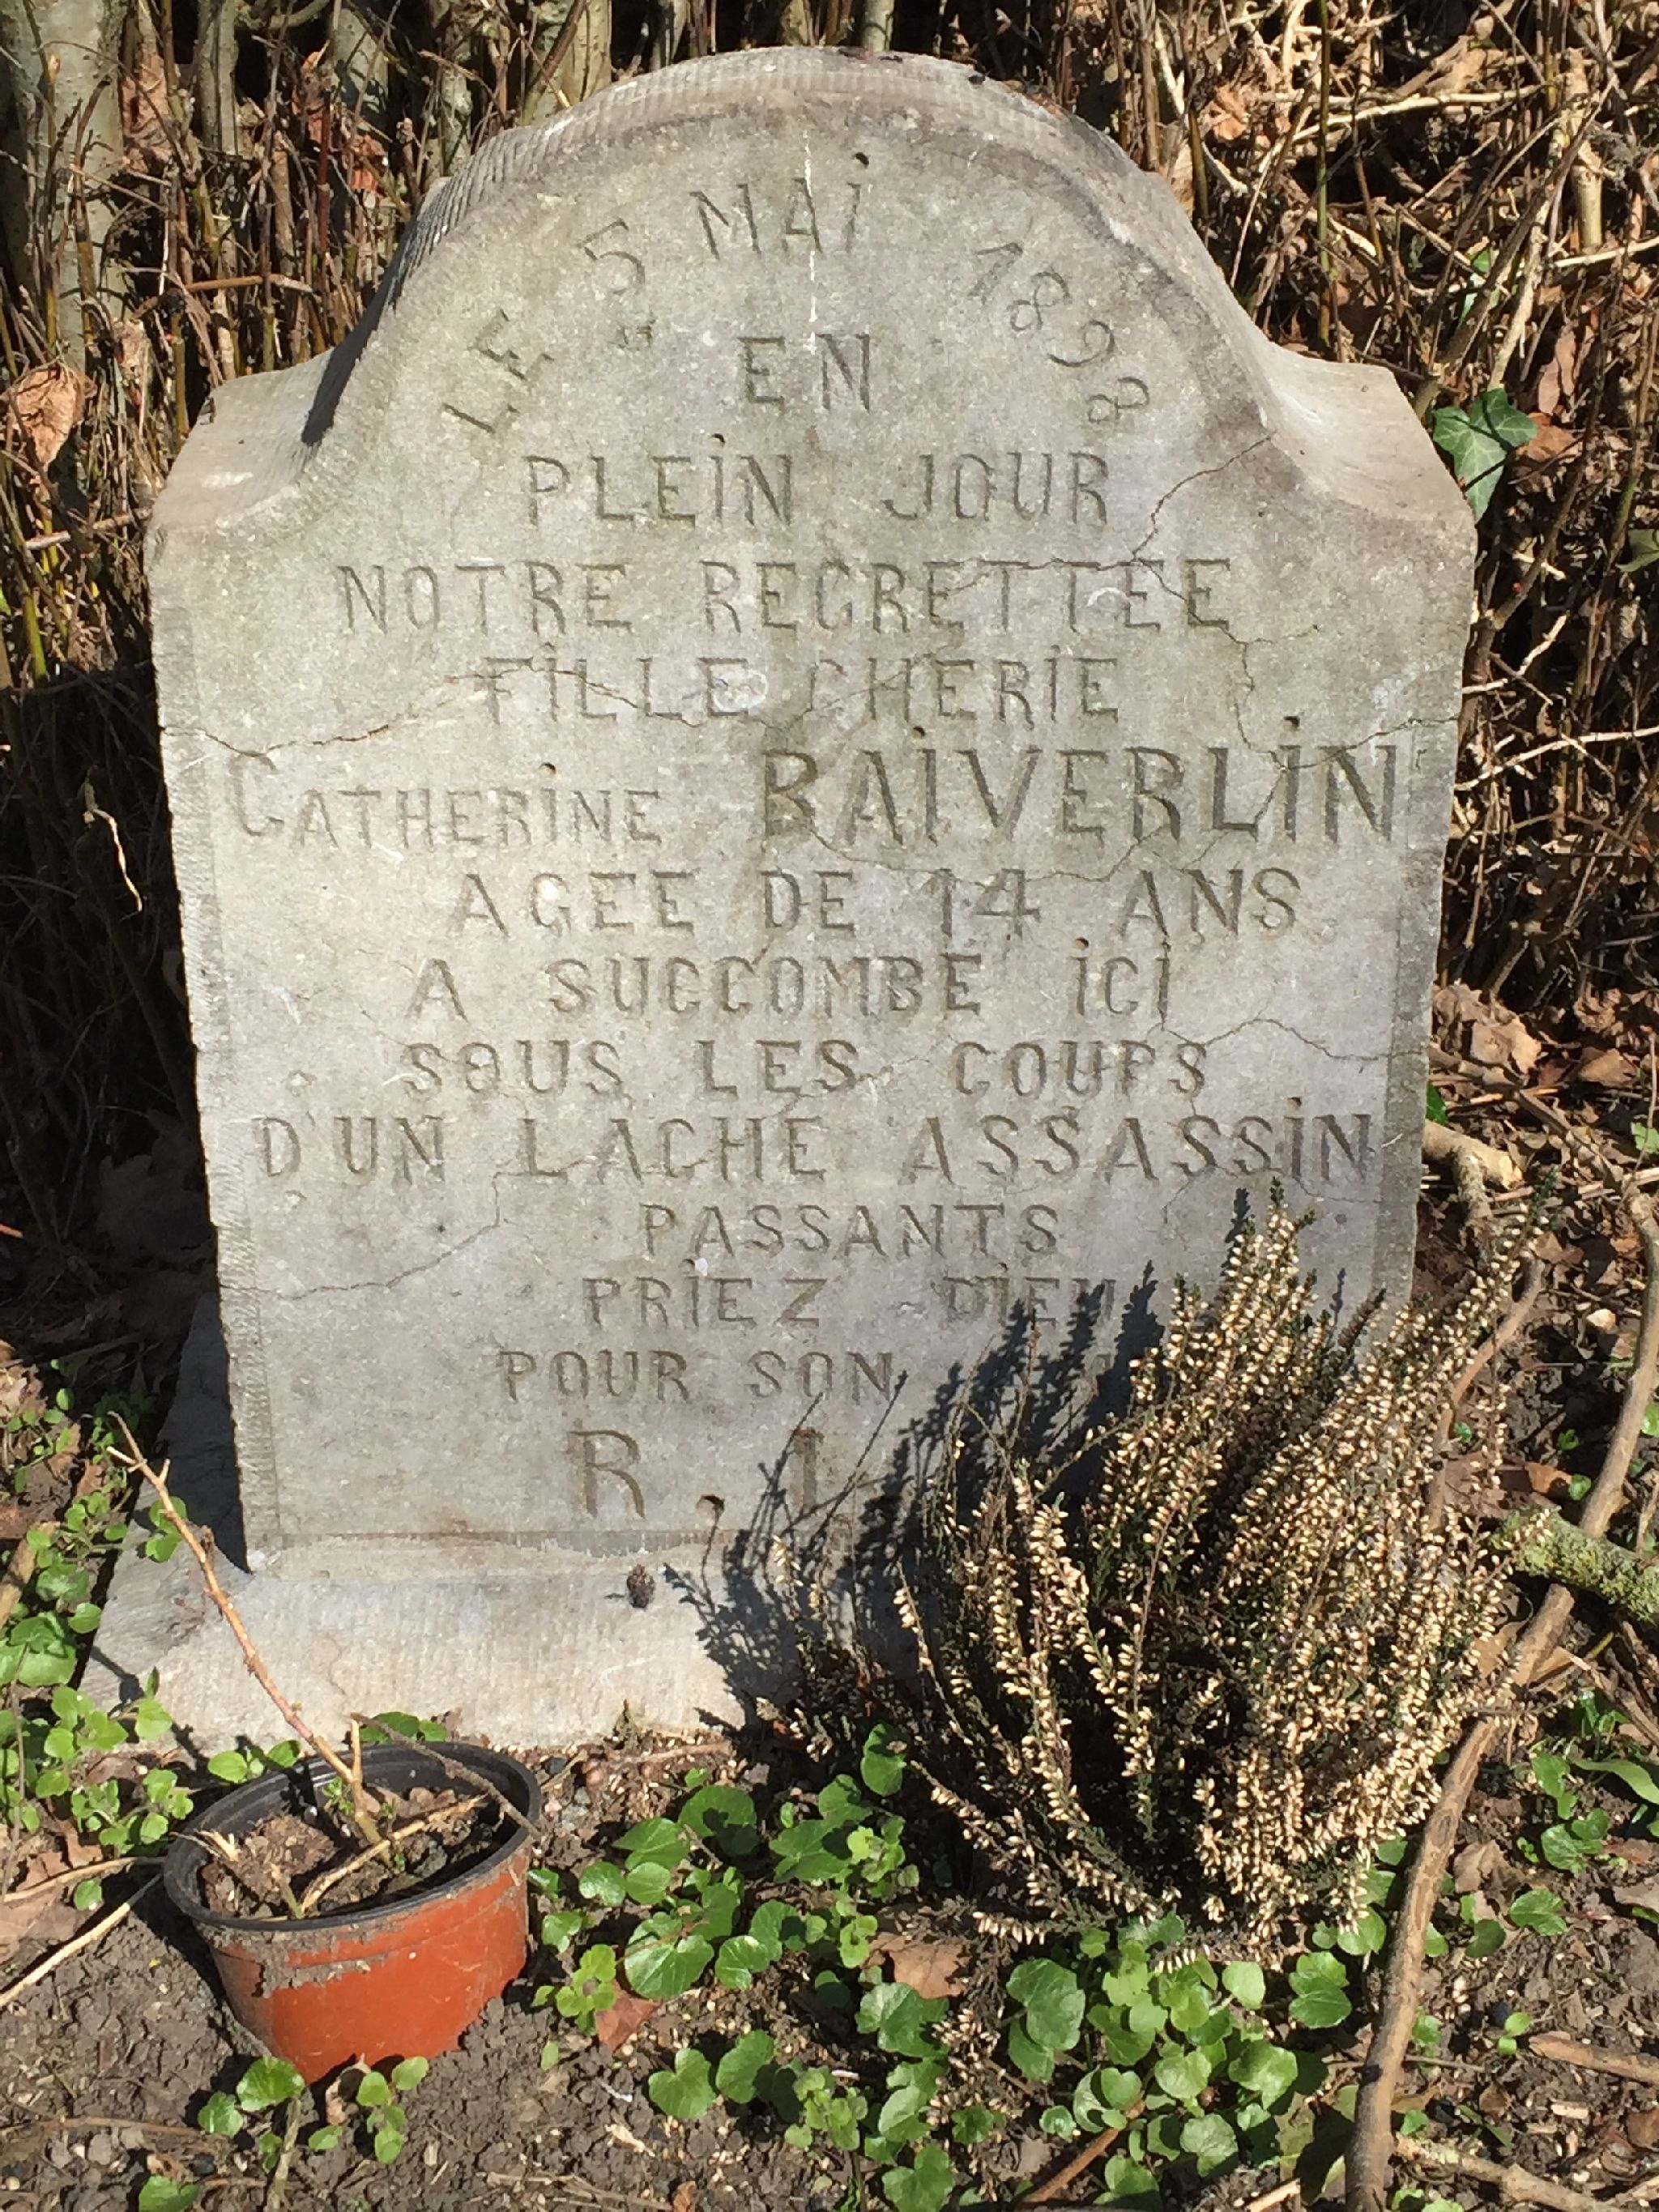 LE 5 MAI 1898
EN
PLEIN JOUR
NOTRE REGRETTEE
FILLE CHERIE
CATHERINE BAIVERLIN
AGEE DE 14 ANS
A SUCCOMBE ICI
SOUS LES COUPS
D'UN LACHE ASSASSIN
PASSANTS
PRIEZ DIEU
POUR SON
R. I.